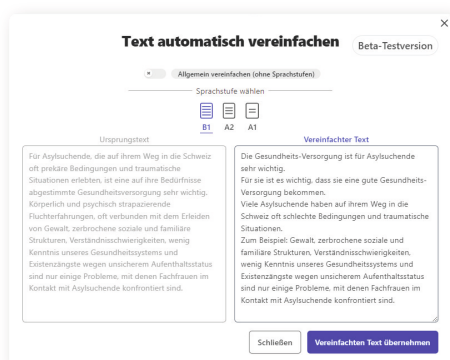 Text automatisch vereinfachen
Beta-Testversion
Allgemein vereinfachen (ohne Sprachstufen)
Sprachstufe wählen
B1 A2 A1
Ursprungstext
Für Asylsuchende, die auf ihrem Weg in die Schweiz
oft prekäre Bedingungen und traumatische
Situationen erlebten, ist eine auf ihre Bedürfnisse
abgestimmte Gesundheitsversorgung sehr wichtig.
Körperlich und psychisch strapazierende
Fluchterfahrungen, oft verbunden mit dem Erleiden
von Gewalt, zerbrochene soziale und familiäre
Strukturen, Verständnisschwierigkeiten, wenig
Kenntnis unseres Gesundheitssystems und
Existenzängste wegen unsicherem Aufenthaltsstatus
sind nur einige Probleme, mit denen Fachfrauen im
Kontakt mit Asylsuchende konfrontiert sind.
Vereinfachter Text
Die Gesundheits-Versorgung ist für Asylsuchende
sehr wichtig.
Für sie ist es wichtig, dass sie eine gute Gesundheits-
Versorgung bekommen.
Viele Asylsuchende haben auf ihrem Weg in die
Schweiz oft schlechte Bedingungen und traumatische
Situationen.
Zum Beispiel: Gewalt, zerbrochene soziale und
familiäre Strukturen, Verständnisschwierigkeiten,
wenig Kenntnis unseres Gesundheitssystems und
Existenzängste wegen unsicherem Aufenthaltsstatus
sind nur einige Probleme, mit denen Fachfrauen im
Kontakt mit Asylsuchende konfrontiert sind.
Schließen
Vereinfachten Text übernehmen